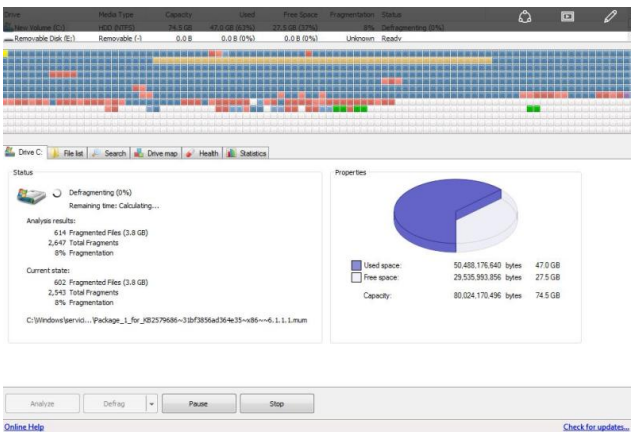 Drive Media Type Capacity Used Free Space Fragmentation Status
New Volume (C:) HDD (NTFS) 74.5 GB 47.0 GB (63%) 27.5 GB (37%) 8% Defragmenting (0%)
Removable Disk (E:) Removable (-) 0.0 B 0.0 B (0%) 0.0 B (0%) Unknown Ready
Drive C: File list Search Drive map Health Statistics
Status Properties
Defragmenting (0%)
Remaining time: Calculating...
Analysis results:
614 Fragmented Files (3.8 GB)
2,647 Total Fragments
8% Fragmentation
Current state:
602 Fragmented Files (3.8 GB)
2,543 Total Fragments
8% Fragmentation
C:\Windows\servic...\Package_1_for_KB2579686~31bf3856ad364e35~x86~~6.1.1.1.mum
Used space: 50,488,176,640 bytes 47.0 GB
Free space: 29,535,993,856 bytes 27.5 GB
Capacity: 80,024,170,496 bytes 74.5 GB
Analyze Defrag Pause Stop
Online Help Check for updates...